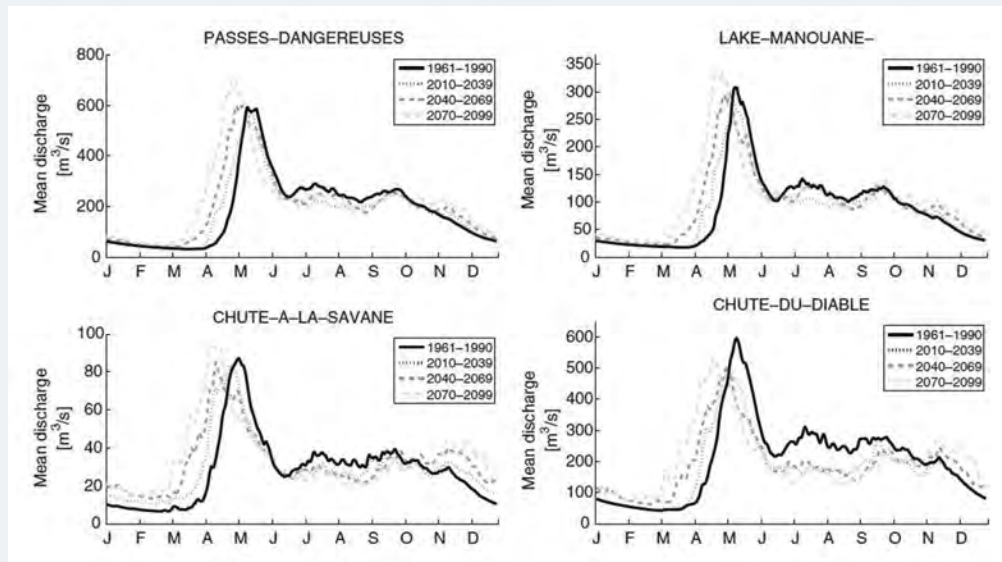 PASSES–DANGEREUSES
800
600
400
200
0
Mean discharge
[m³/s]
1961–1990
2010–2039
2040–2069
2070–2099
J F M A M J J A S O N D
LAKE–MANOUANE–
350
300
250
200
150
100
50
0
Mean discharge
[m³/s]
1961–1990
2010–2039
2040–2069
2070–2099
J F M A M J J A S O N D
CHUTE–A–LA–SAVANE
100
80
60
40
20
0
Mean discharge
[m³/s]
1961–1990
2010–2039
2040–2069
2070–2099
J F M A M J J A S O N D
CHUTE–DU–DIABLE
600
500
400
300
200
100
0
Mean discharge
[m³/s]
1961–1990
2010–2039
2040–2069
2070–2099
J F M A M J J A S O N D